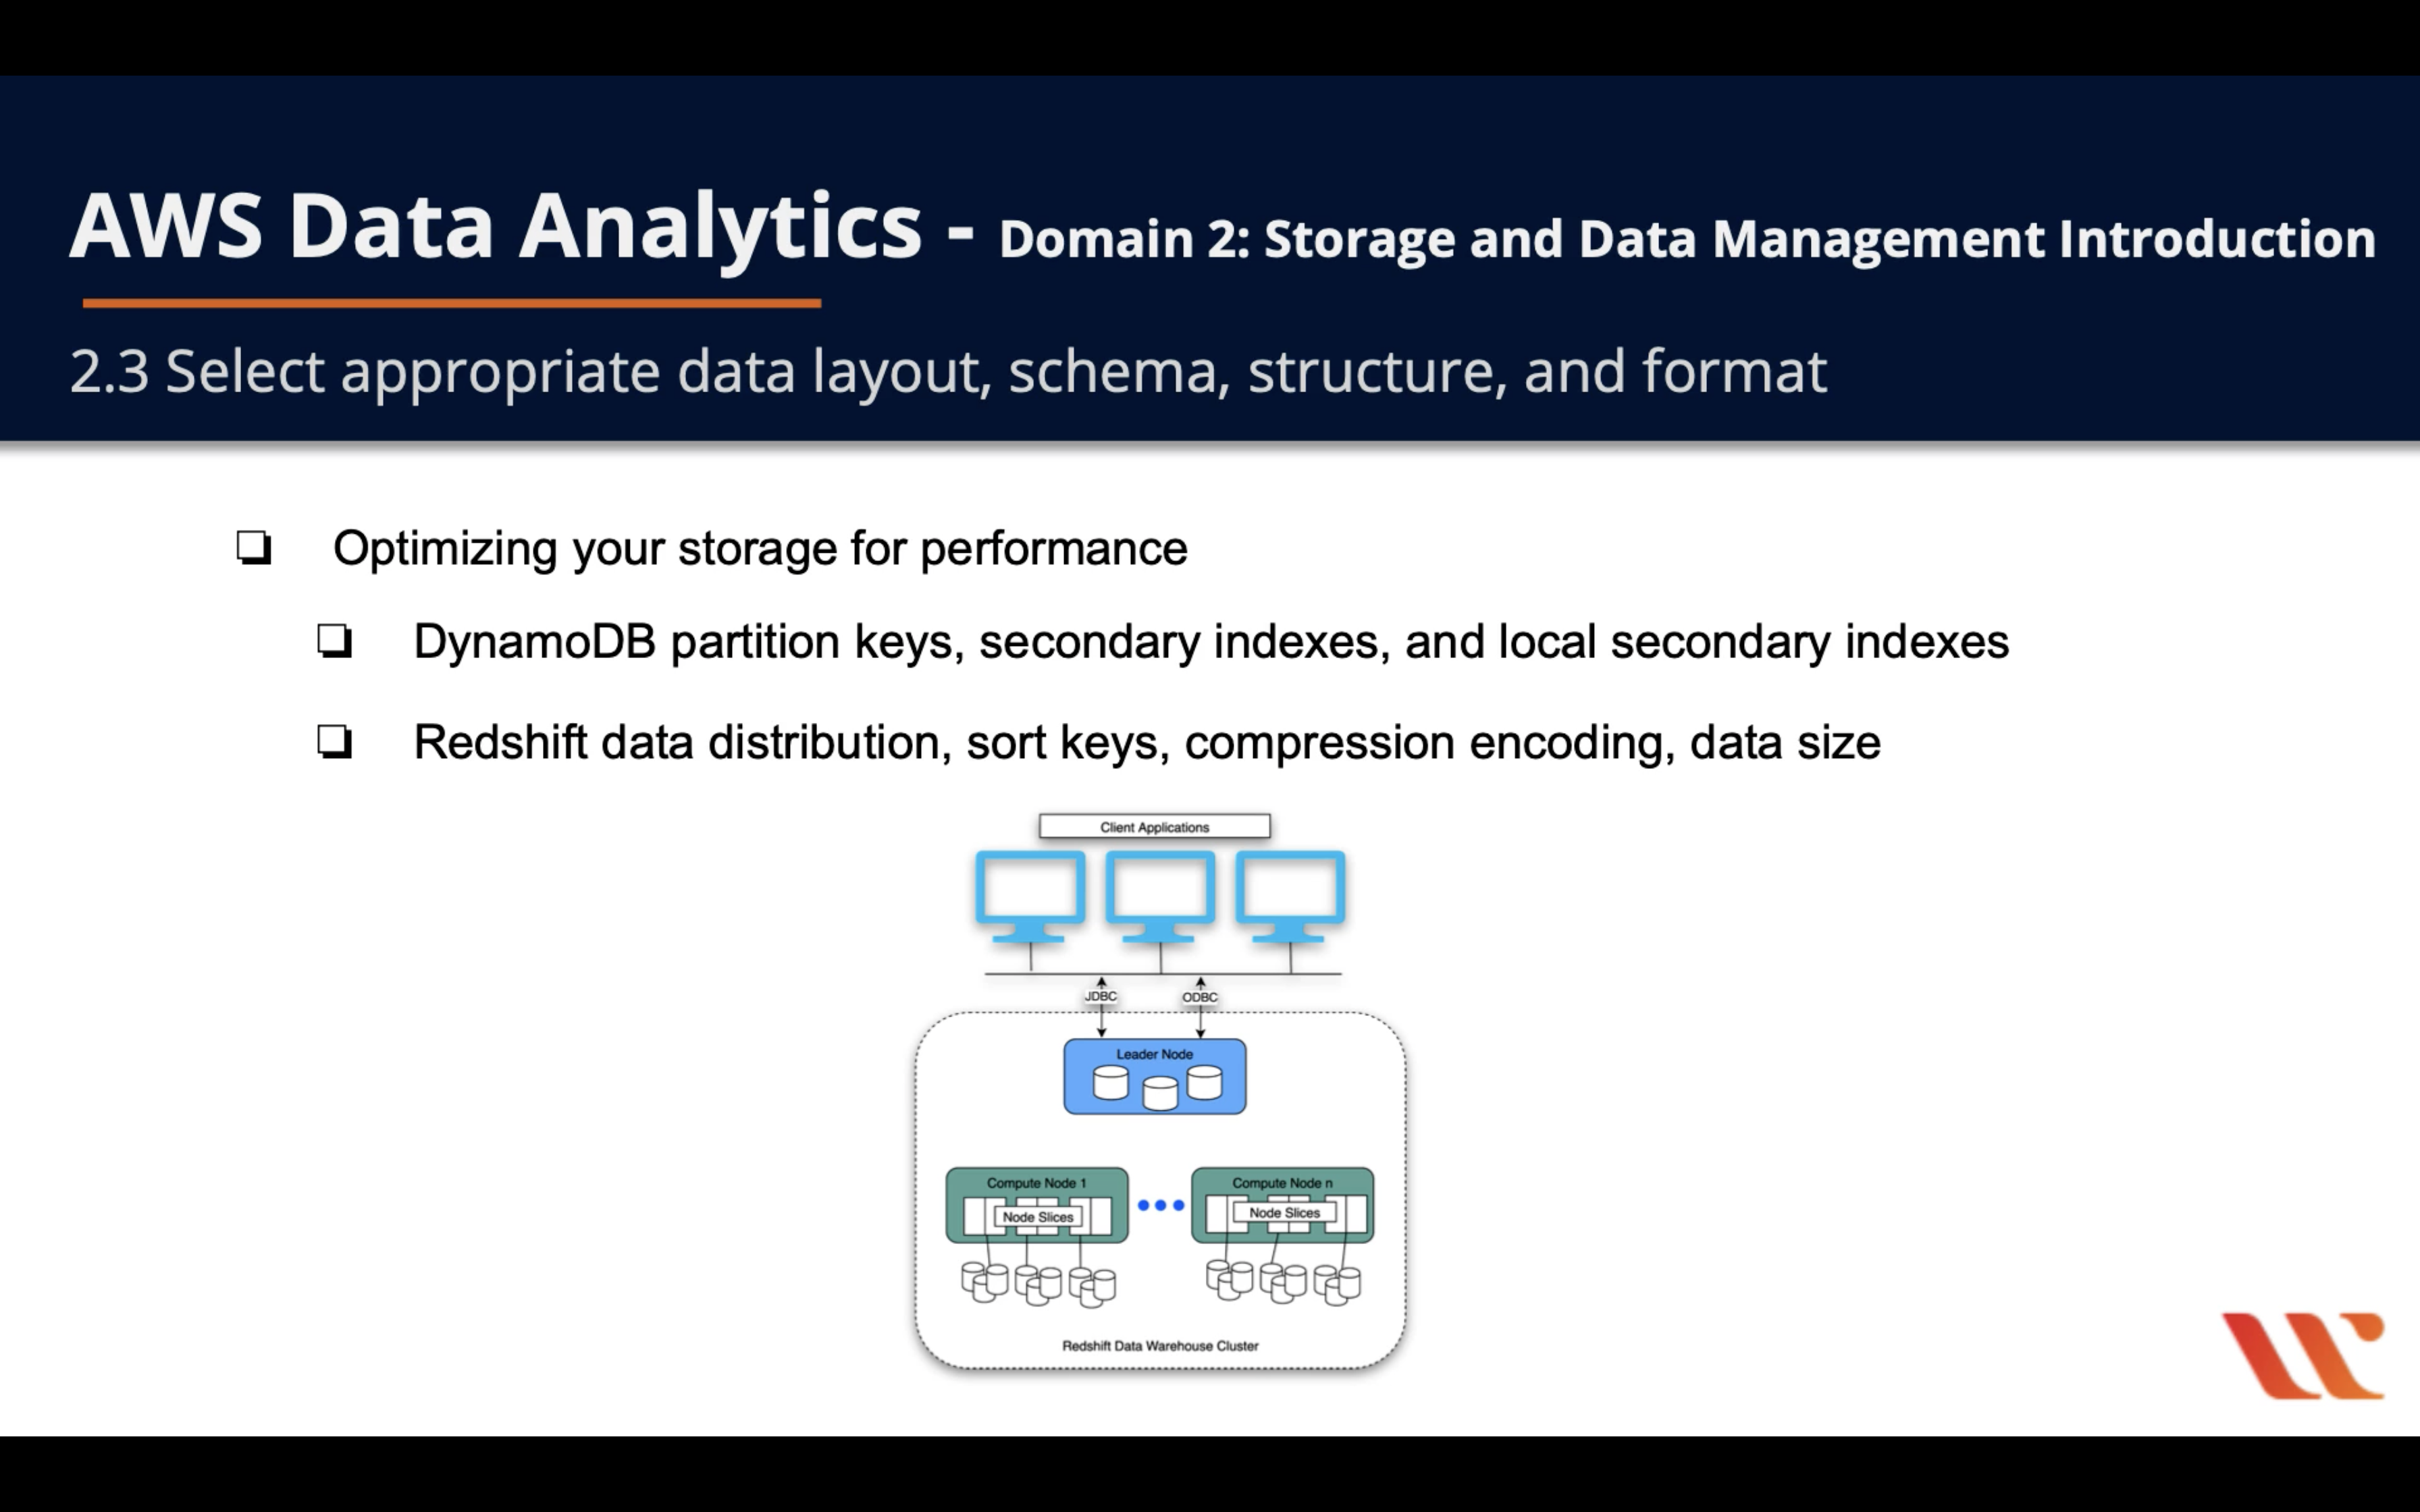 AWS Data Analytics - Domain 2: Storage and Data Management Introduction
2.3 Select appropriate data layout, schema, structure, and format
Optimizing your storage for performance
DynamoDB partition keys, secondary indexes, and local secondary indexes
Redshift data distribution, sort keys, compression encoding, data size
Client Applications
JDBC ODBC
Leader Node
Compute Node 1 Compute Node n
Node Slices Node Slices
Redshift Data Warehouse Cluster